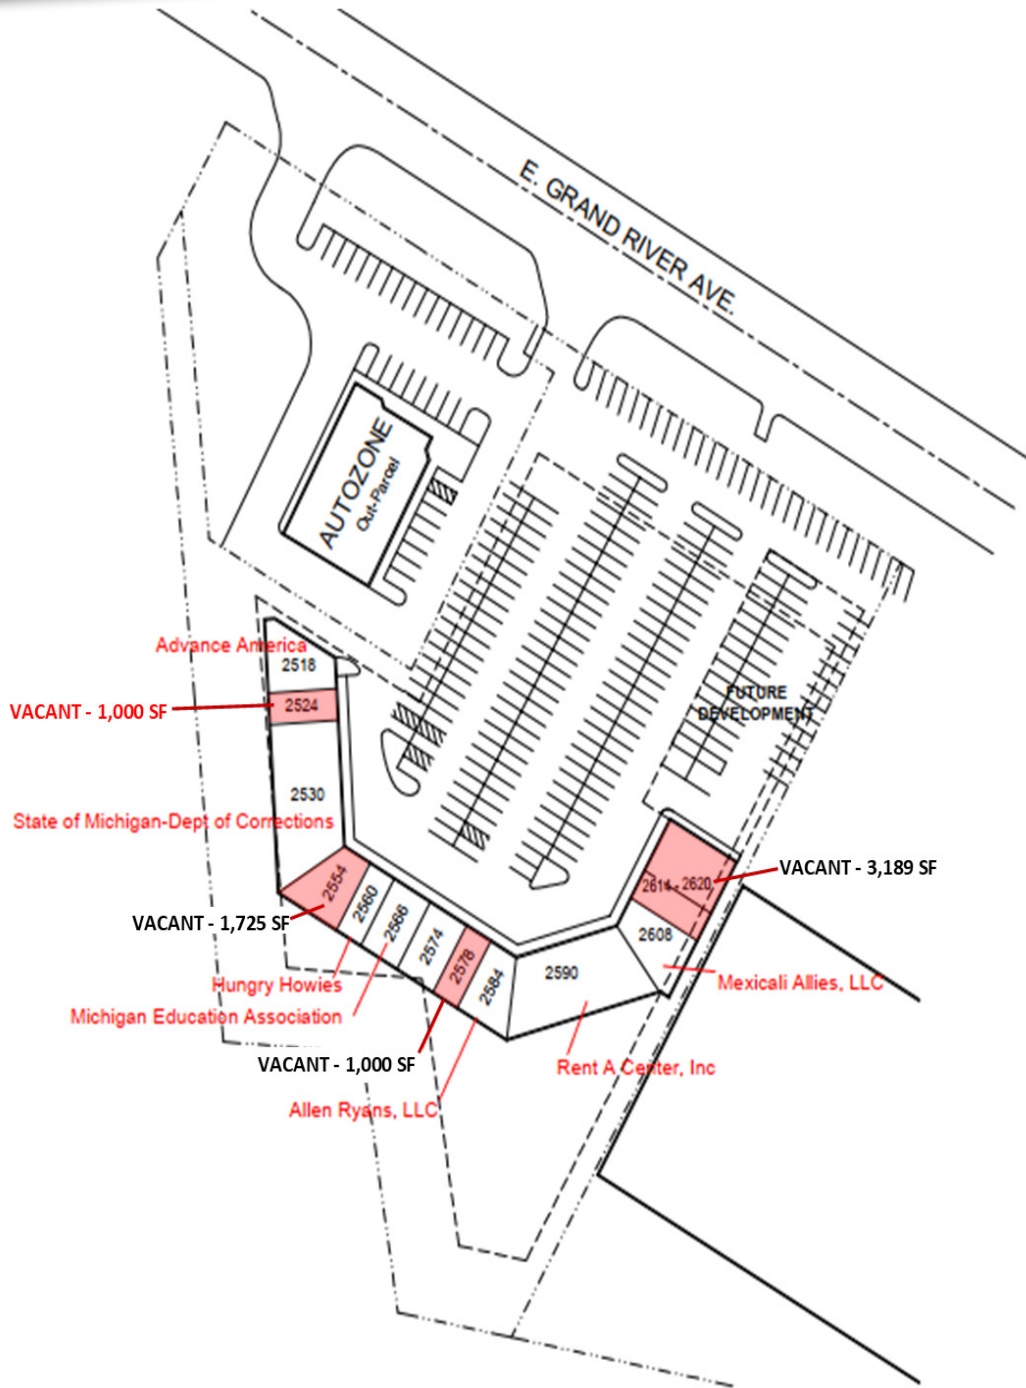 E. GRAND RIVER AVE.
AUTOZONE
Out-Parcel
Advance America
2518
VACANT - 1,000 SF
2524
FUTURE
DEVELOPMENT
2530
State of Michigan-Dept of Corrections
2554
VACANT - 1,725 SF
2560
2566
2574
2578
2584
2590
2608
2614 - 2620
VACANT - 3,189 SF
Hungry Howies
Mexicali Allies, LLC
Michigan Education Association
VACANT - 1,000 SF
Rent A Center, Inc
Allen Ryans, LLC